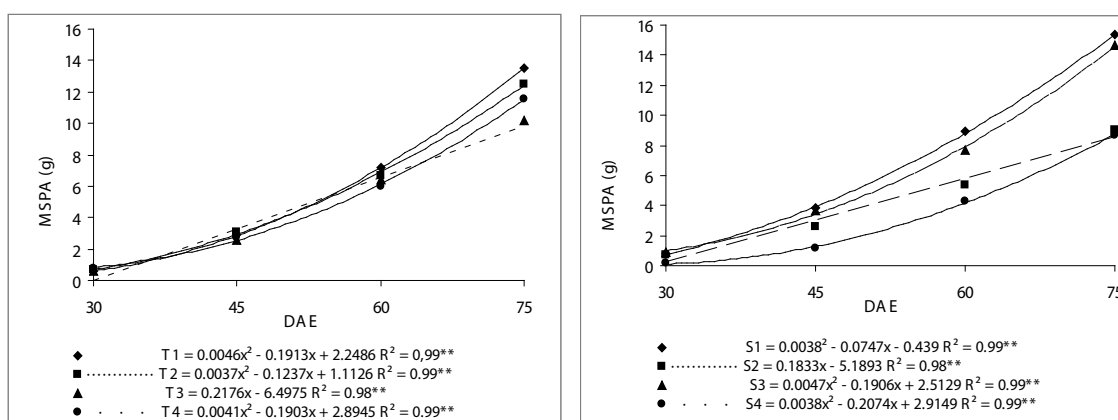 16
14
12
10
8
6
4
2
0
MSPA (g)
30 45 60 75
DAE
T 1 = 0.0046x² - 0.1913x + 2.2486 R² = 0,99**
T 2 = 0.0037x² - 0.1237x + 1.1126 R² = 0.99**
T 3 = 0.2176x - 6.4975 R² = 0.98**
T 4 = 0.0041x² - 0.1903x + 2.8945 R² = 0.99**
16
14
12
10
8
6
4
2
0
MSPA (g)
30 45 60 75
DAE
S1 = 0.0038² - 0.0747x - 0.439 R² = 0.99**
S2 = 0.1833x - 5.1893 R² = 0.98**
S3 = 0.0047x² - 0.1906x + 2.5129 R² = 0.99**
S4 = 0.0038x² - 0.2074x + 2.9149 R² = 0.99**